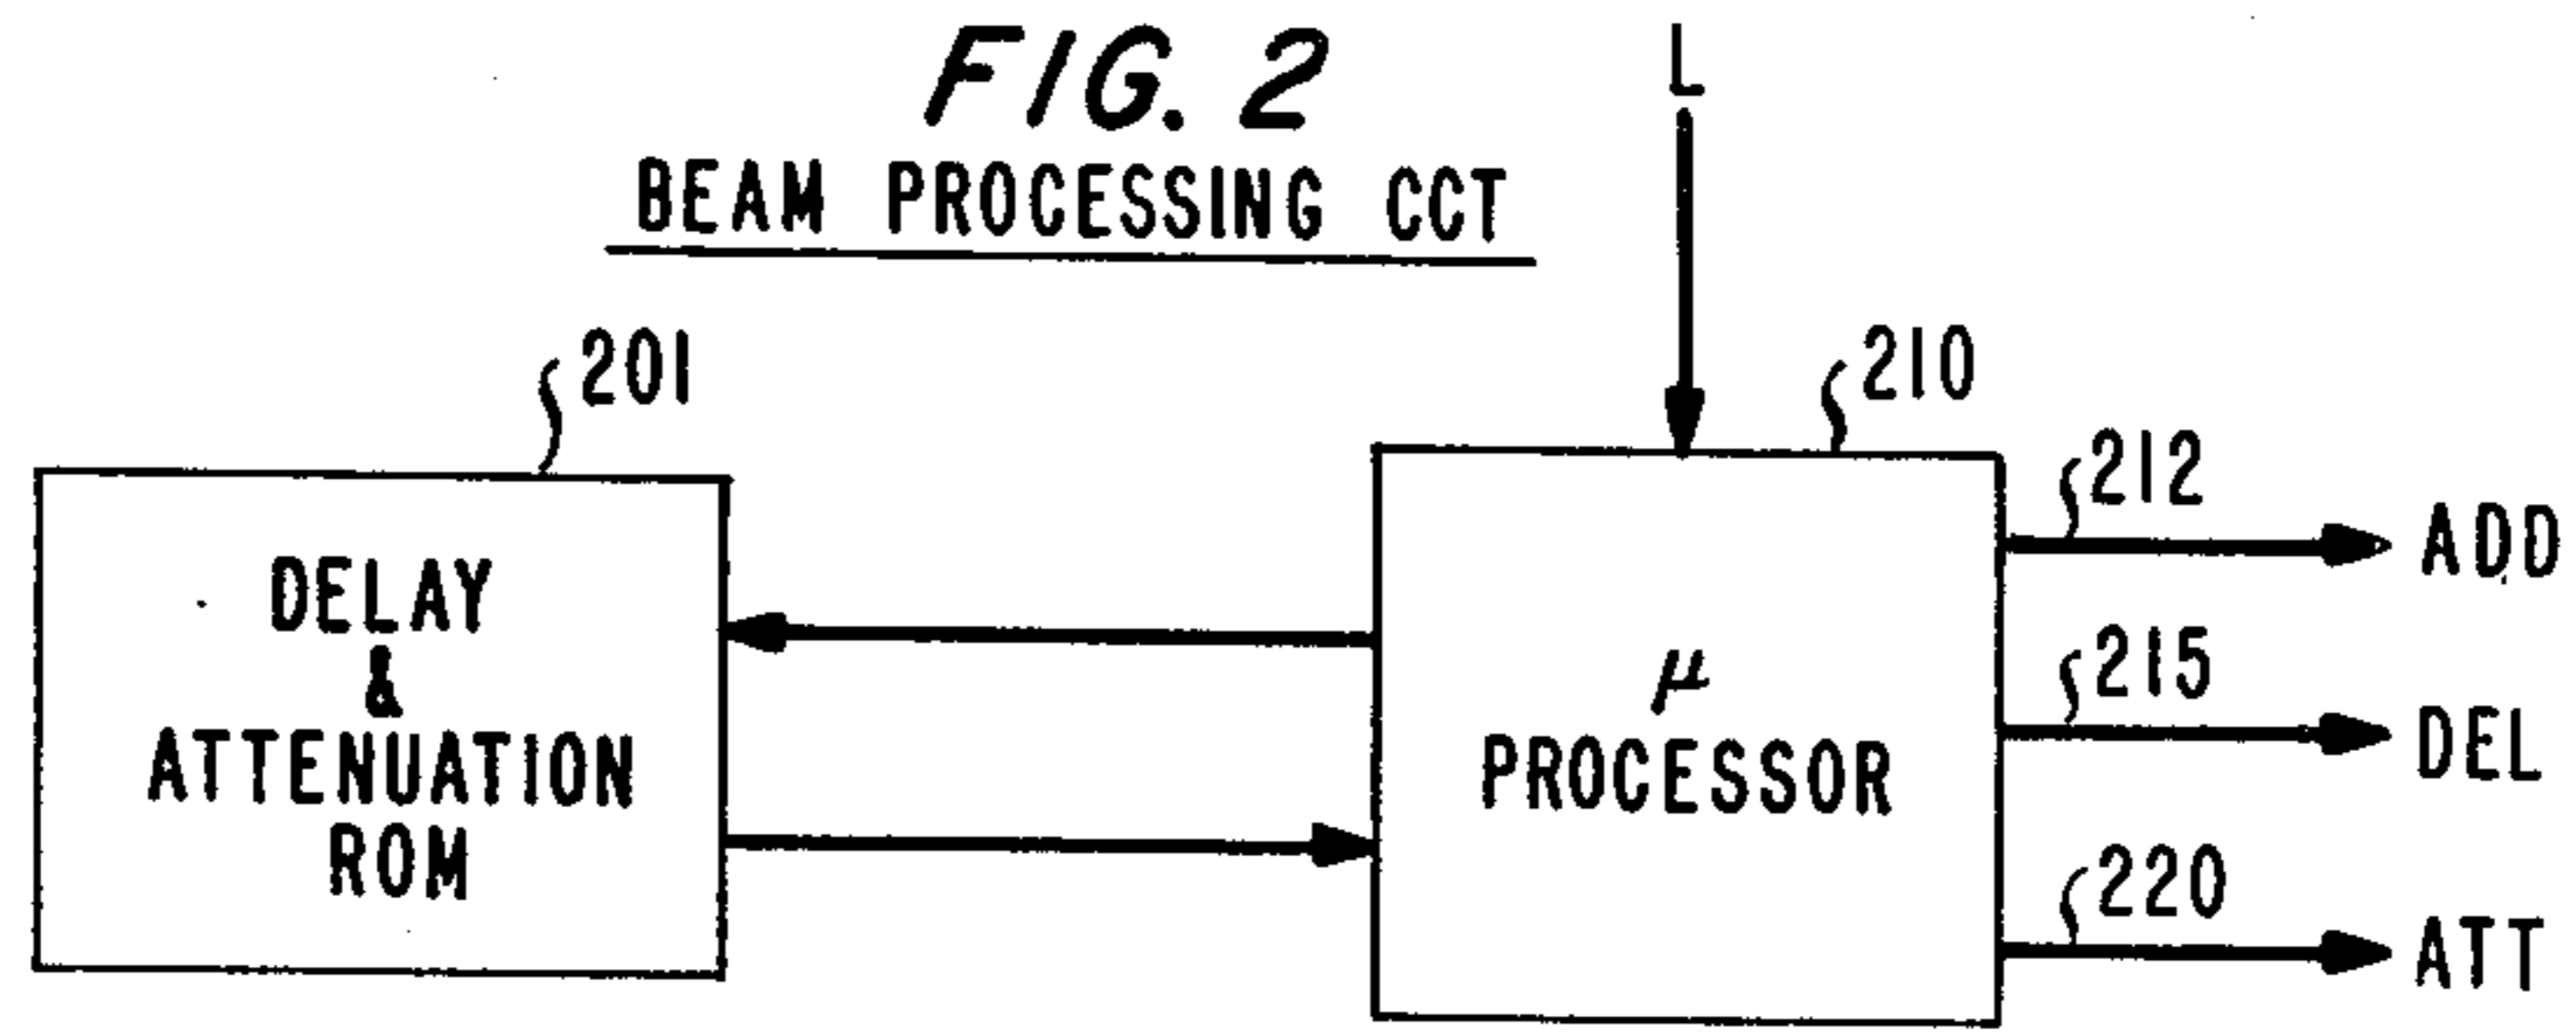 FIG. 2
BEAM PROCESSING CCT
L
201
210
212
ADD
DELAY
&
ATTENUATION
ROM
μ
PROCESSOR
215
DEL
220
ATT